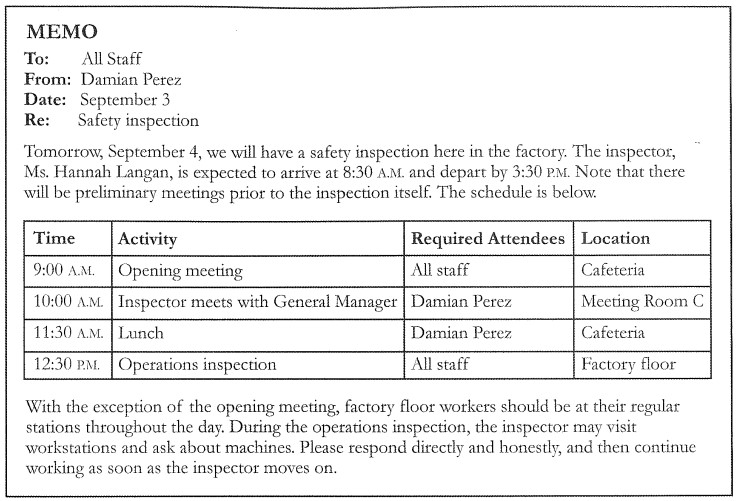 MEMO
To: All Staff
From: Damian Perez
Date: September 3
Re: Safety inspection
Tomorrow, September 4, we will have a safety inspection here in the factory. The inspector,
Ms. Hannah Langan, is expected to arrive at 8:30 A.M. and depart by 3:30 P.M. Note that there
will be preliminary meetings prior to the inspection itself. The schedule is below.
Time Activity Required Attendees Location
9:00 A.M. Opening meeting All staff Cafeteria
10:00 A.M. Inspector meets with General Manager Damian Perez Meeting Room C
11:30 A.M. Lunch Damian Perez Cafeteria
12:30 P.M. Operations inspection All staff Factory floor
With the exception of the opening meeting, factory floor workers should be at their regular
stations throughout the day. During the operations inspection, the inspector may visit
workstations and ask about machines. Please respond directly and honestly, and then continue
working as soon as the inspector moves on.